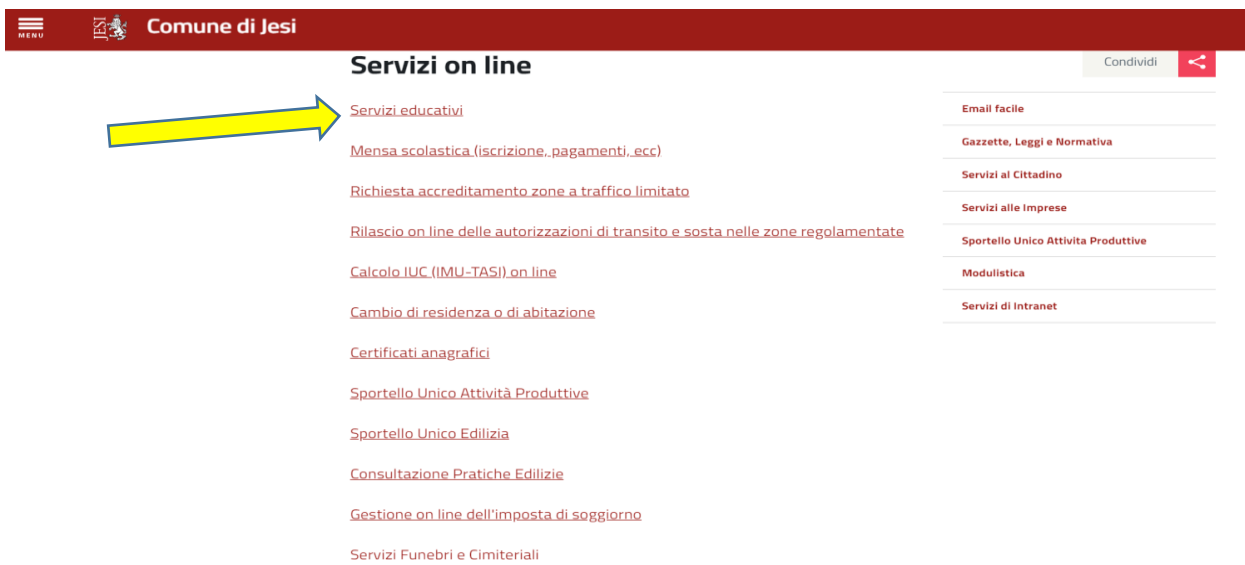 MENU
JESI
Comune di Jesi
Servizi on line
Condividi
Servizi educativi
Mensa scolastica (iscrizione, pagamenti, ecc)
Richiesta accreditamento zone a traffico limitato
Rilascio on line delle autorizzazioni di transito e sosta nelle zone regolamentate
Calcolo IUC (IMU-TASI) on line
Cambio di residenza o di abitazione
Certificati anagrafici
Sportello Unico Attività Produttive
Sportello Unico Edilizia
Consultazione Pratiche Edilizie
Gestione on line dell'imposta di soggiorno
Servizi Funebri e Cimiteriali
Email facile
Gazzette, Leggi e Normativa
Servizi al Cittadino
Servizi alle Imprese
Sportello Unico Attivita Produttive
Modulistica
Servizi di Intranet